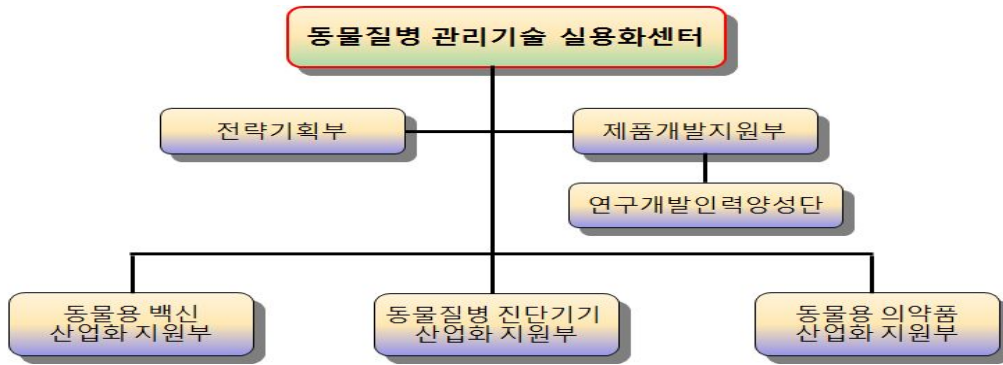 동물질병 관리기술 실용화센터
전략기획부
제품개발지원부
연구개발인력양성단
동물용 백신
산업화 지원부
동물질병 진단기기
산업화 지원부
동물용 의약품
산업화 지원부